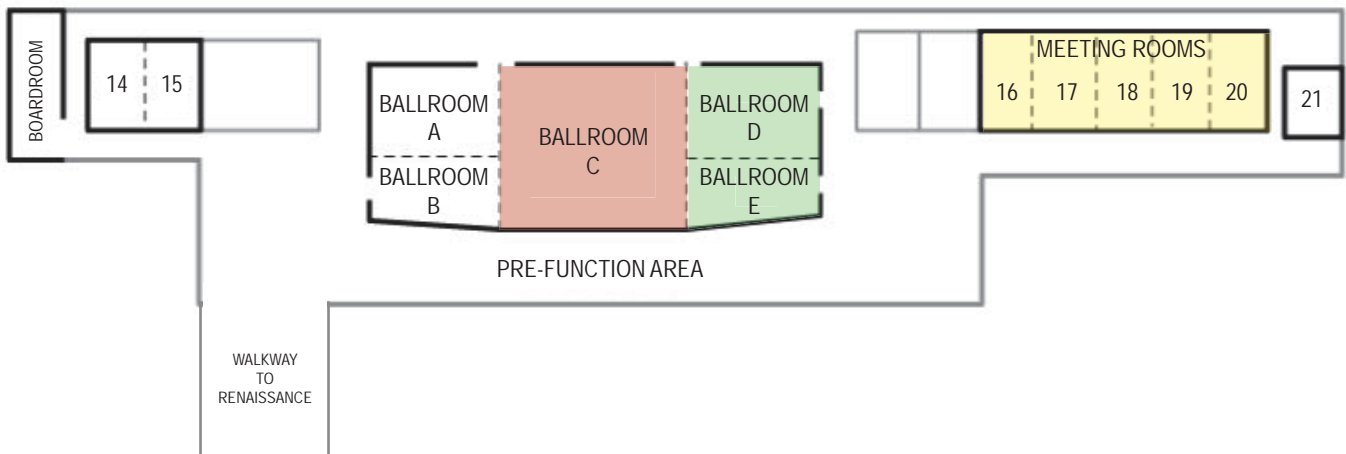 BOARDROOM
14
15
BALLROOM
A
BALLROOM
B
BALLROOM
C
BALLROOM
D
BALLROOM
E
MEETING ROOMS
16
17
18
19
20
21
PRE-FUNCTION AREA
WALKWAY
TO
RENAISSANCE